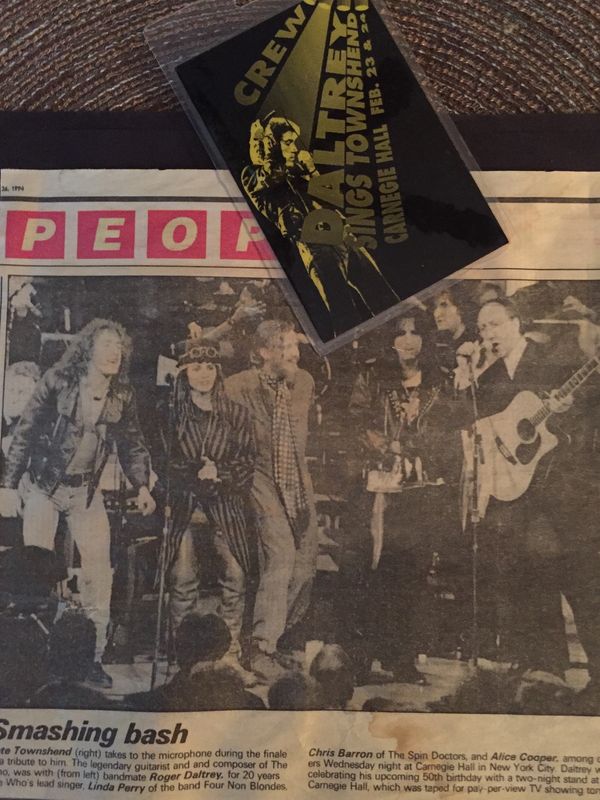 CREW
DALTREY
SINGS TOWNSHEND
CARNEGIE HALL FEB. 23 & 24
26, 1994
PEOP
Smashing bash
te Townshend (right) takes to the microphone during the finale
a tribute to him. The legendary guitarist and and composer of The
ho, was with (from left) bandmate Roger Daltrey, for 20 years
e Who's lead singer, Linda Perry of the band Four Non Blondes,
Chris Barron of The Spin Doctors, and Alice Cooper, among o
ers Wednesday night at Carnegie Hall in New York City. Daltrey w
celebrating his upcoming 50th birthday with a two-night stand at
Carnegie Hall, which was taped for pay-per-view TV showing ton